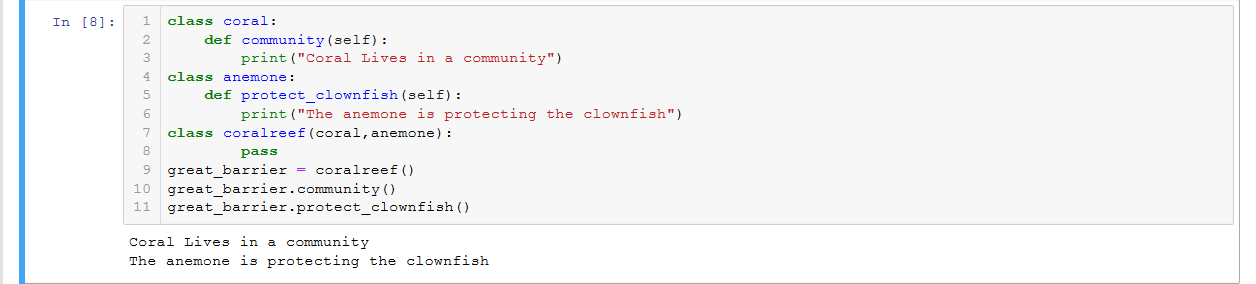 In [8]:
1 class coral:
2     def community(self):
3         print("Coral Lives in a community")
4 class anemone:
5     def protect_clownfish(self):
6         print("The anemone is protecting the clownfish")
7 class coralreef(coral,anemone):
8         pass
9 great_barrier = coralreef()
10 great_barrier.community()
11 great_barrier.protect_clownfish()
Coral Lives in a community
The anemone is protecting the clownfish